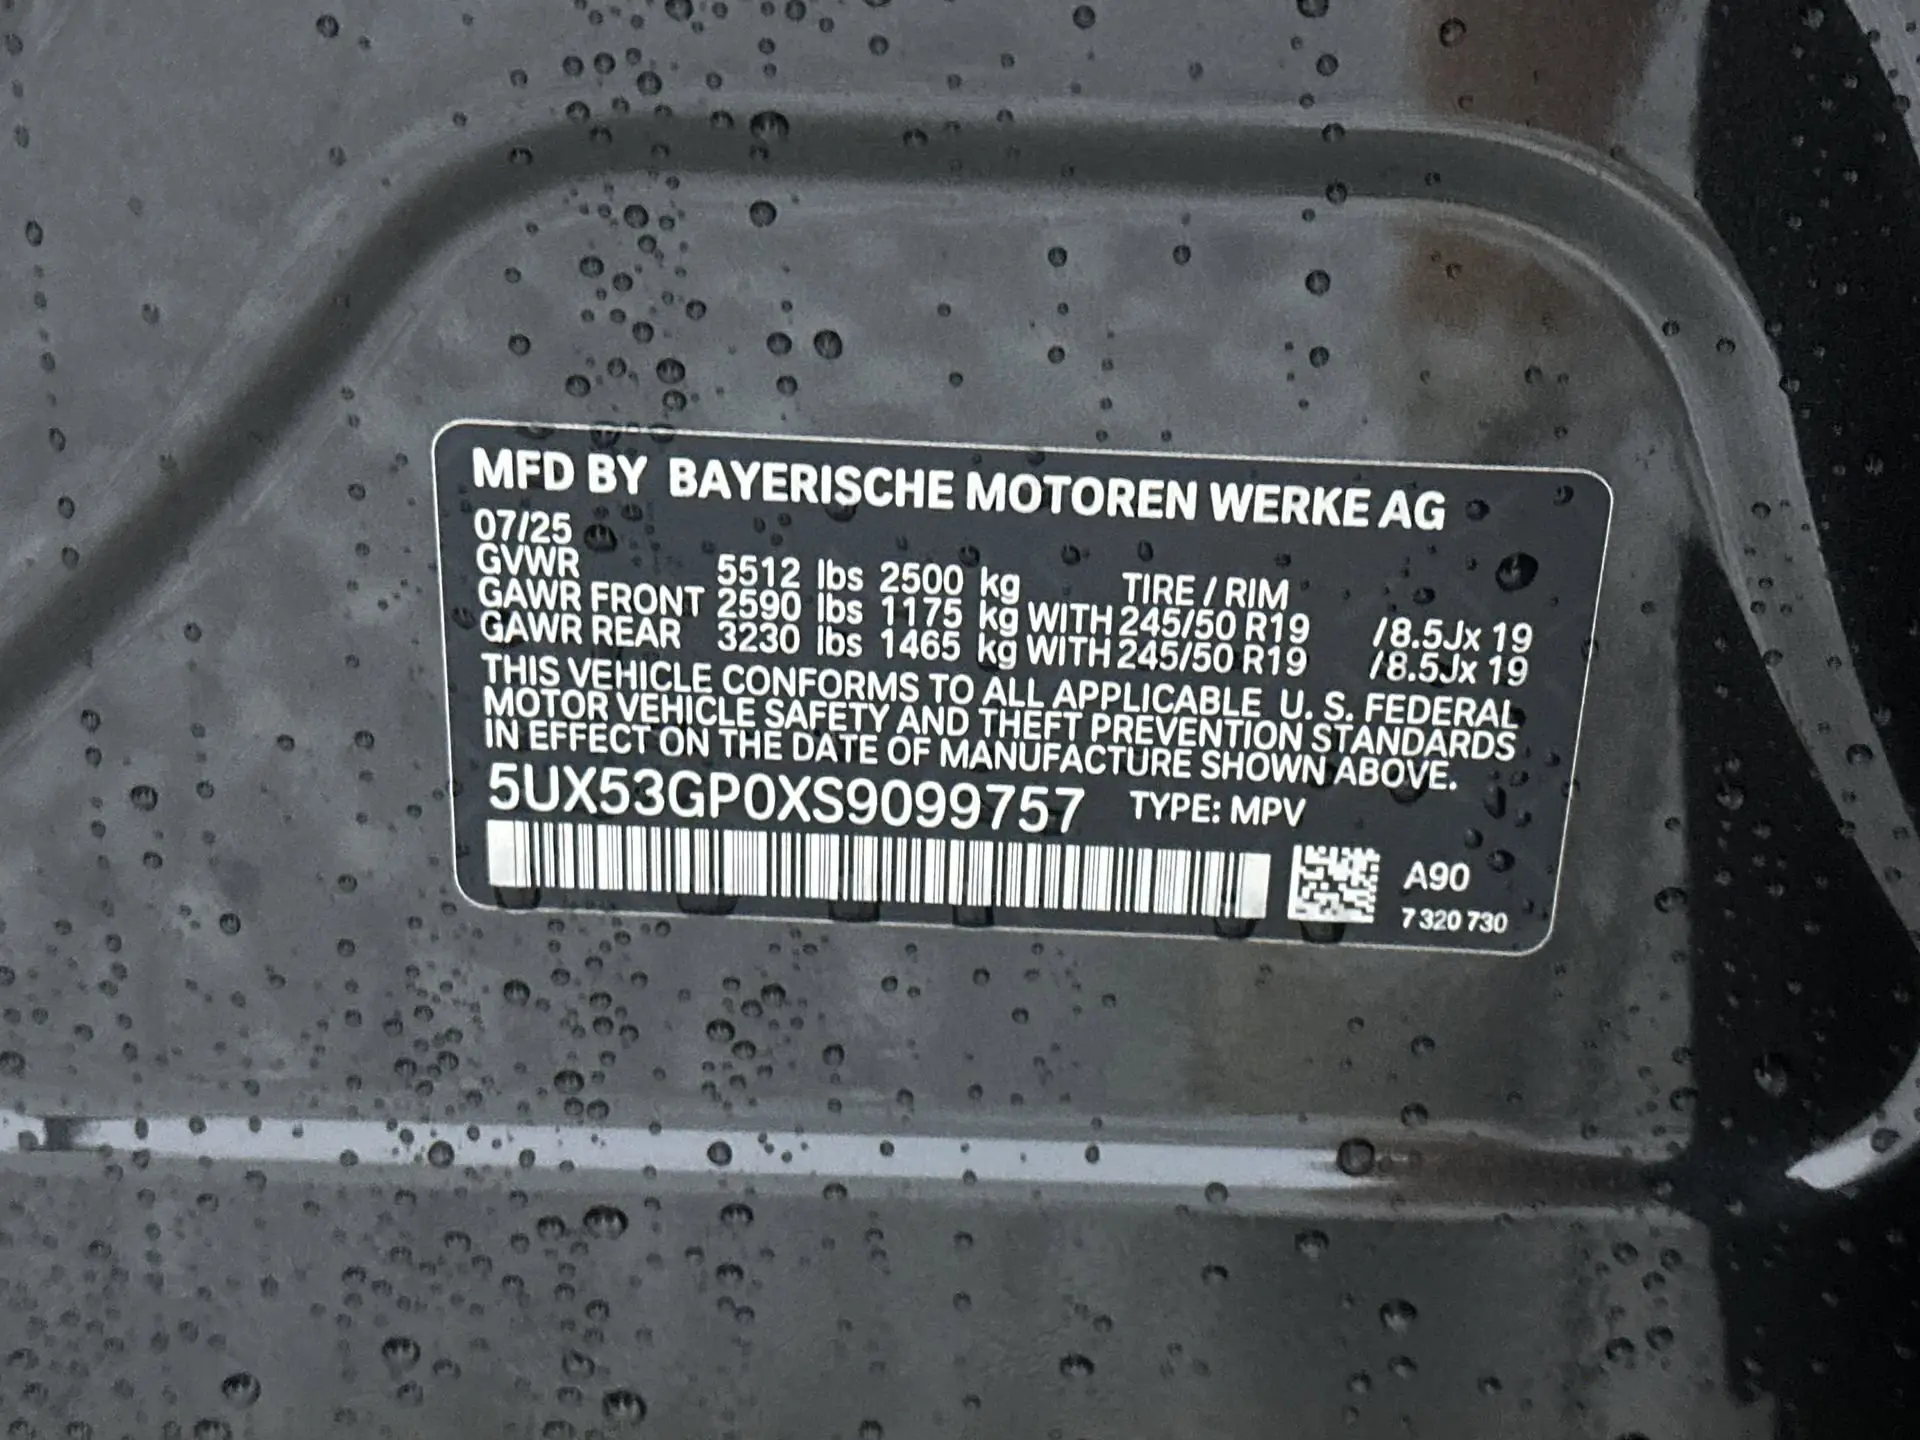 MFD BY BAYERISCHE MOTOREN WERKE AG
07/25
GVWR 5512 lbs 2500 kg TIRE / RIM
GAWR FRONT 2590 lbs 1175 kg WITH 245/50 R19 /8.5Jx 19
GAWR REAR 3230 lbs 1465 kg WITH 245/50 R19 /8.5Jx 19
THIS VEHICLE CONFORMS TO ALL APPLICABLE U. S. FEDERAL
MOTOR VEHICLE SAFETY AND THEFT PREVENTION STANDARDS
IN EFFECT ON THE DATE OF MANUFACTURE SHOWN ABOVE.
5UX53GP0XS9099757 TYPE: MPV
A90
7 320 730